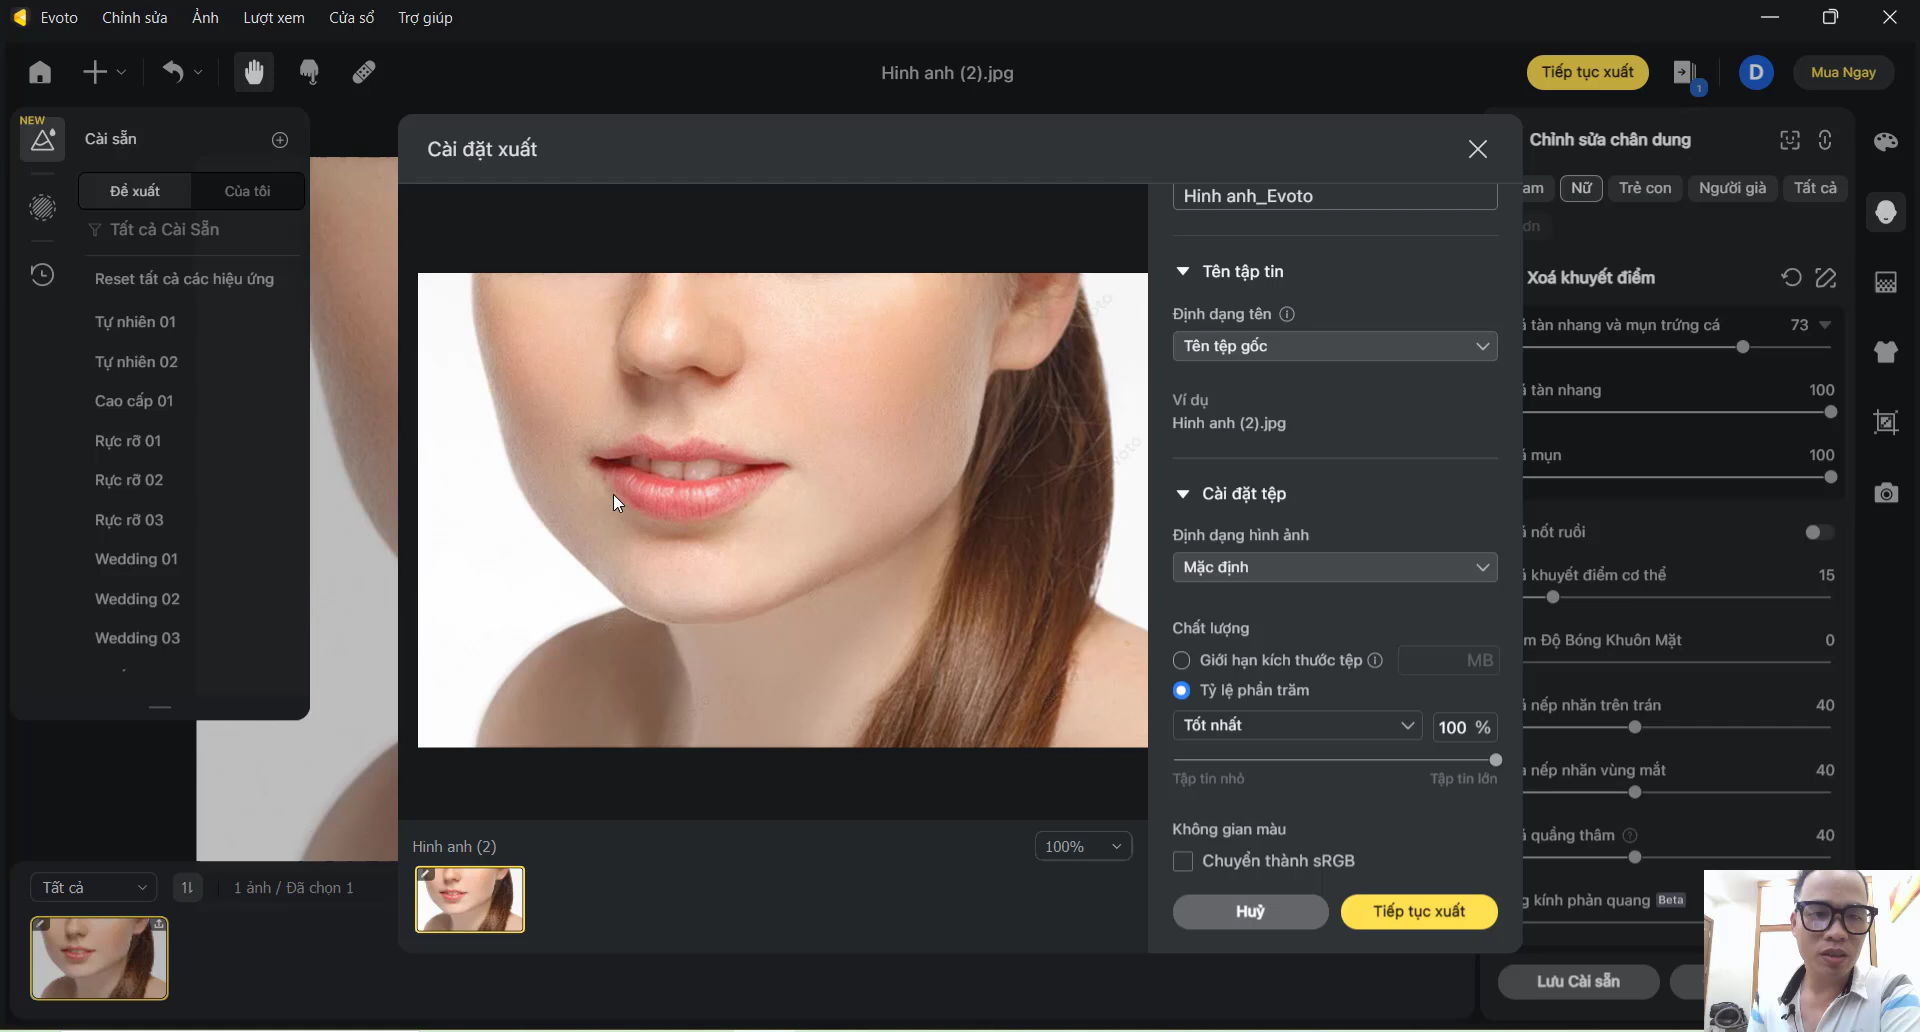 Evoto Chỉnh sửa Ảnh Lượt xem Cửa sổ Trợ giúp
Hinh anh (2).jpg
Tiếp tục xuất
1
D
Mua Ngay
NEW
Cài sẵn
Đề xuất
Của tôi
Tất cả Cài Sẵn
Reset tất cả các hiệu ứng
Tự nhiên 01
Tự nhiên 02
Cao cấp 01
Rực rỡ 01
Rực rỡ 02
Rực rỡ 03
Wedding 01
Wedding 02
Wedding 03
Cài đặt xuất
Hinh anh_Evoto
Tên tập tin
Định dạng tên
Tên tệp gốc
Ví dụ
Hinh anh (2).jpg
Cài đặt tệp
Định dạng hình ảnh
Mặc định
Chất lượng
Giới hạn kích thước tệp
MB
Tỷ lệ phần trăm
Tốt nhất
100 %
Tập tin nhỏ
Tập tin lớn
Không gian màu
Chuyển thành sRGB
Huỷ
Tiếp tục xuất
Hinh anh (2)
100%
Chỉnh sửa chân dung
am
Nữ
Trẻ con
Người già
Tất cả
ơn
Xoá khuyết điểm
tàn nhang và mụn trứng cá 73
tàn nhang 100
mụn 100
nốt ruồi
khuyết điểm cơ thể 15
m Độ Bóng Khuôn Mặt 0
nếp nhăn trên trán 40
nếp nhăn vùng mắt 40
quầng thâm 40
g kính phản quang Beta
Lưu Cài sẵn
Tất cả
1 ảnh / Đã chọn 1